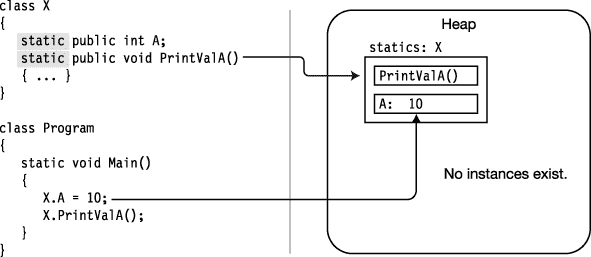 class X
{
static public int A;
static public void PrintValA()
{ ... }
}
class Program
{
static void Main()
{
X.A = 10;
X.PrintValA();
}
}
Heap
statics: X
PrintValA()
A: 10
No instances exist.